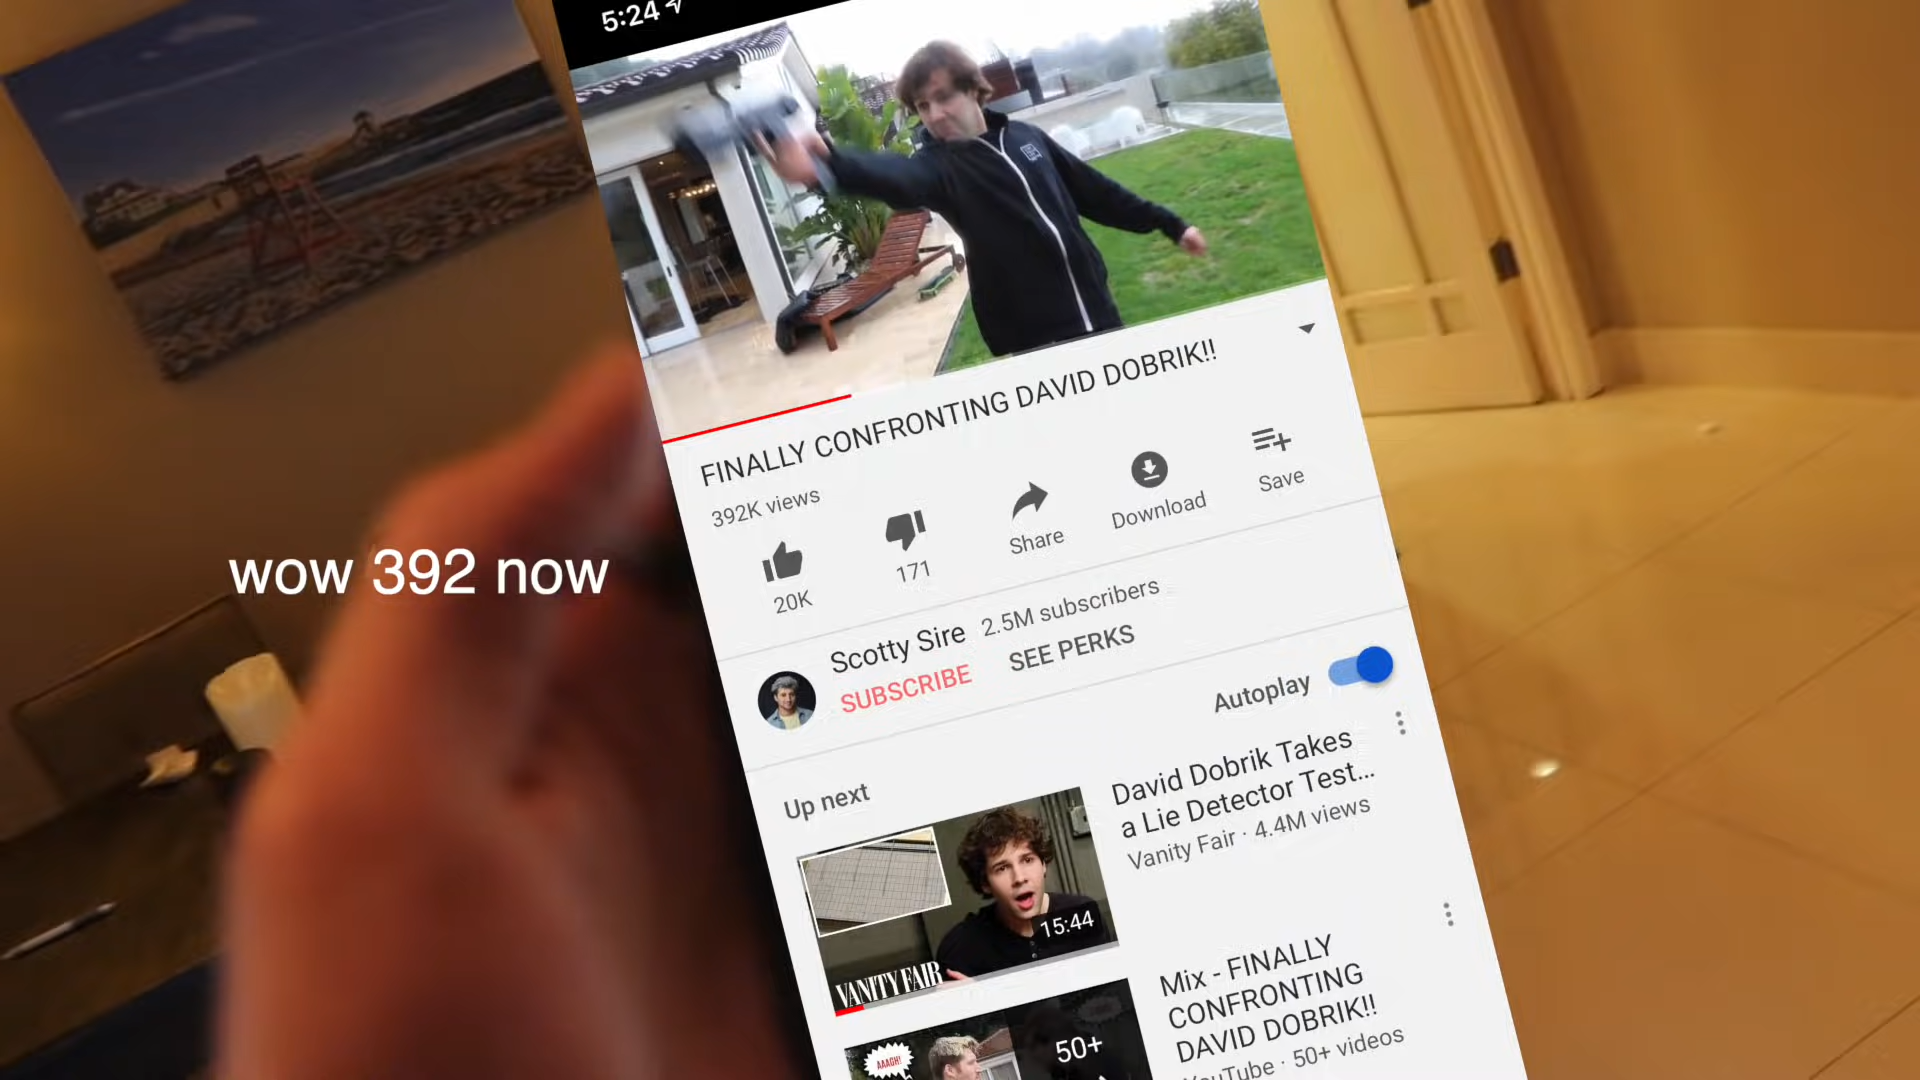 5:24
FINALLY CONFRONTING DAVID DOBRIK!!
392K views
20K
171
Share
Download
Save
wow 392 now
Scotty Sire 2.5M subscribers
SUBSCRIBE SEE PERKS
Autoplay
Up next
David Dobrik Takes
a Lie Detector Test...
Vanity Fair · 4.4M views
15:44
VANITY FAIR
Mix - FINALLY
CONFRONTING
DAVID DOBRIK!!
YouTube · 50+ videos
AAAGH!
50+